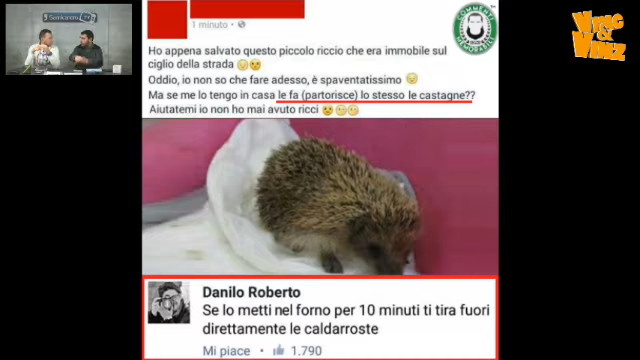 1 minuto •
Ho appena salvato questo piccolo riccio che era immobile sul
ciglio della strada
Oddio, io non so che fare adesso, è spaventatissimo
Ma se me lo tengo in casa le fa (partorisce) lo stesso le castagne??
Aiutatemi io non ho mai avuto ricci
COMMENTI
MEMORABILI
Danilo Roberto
Se lo metti nel forno per 10 minuti ti tira fuori
direttamente le caldarroste
Mi piace • 1.790